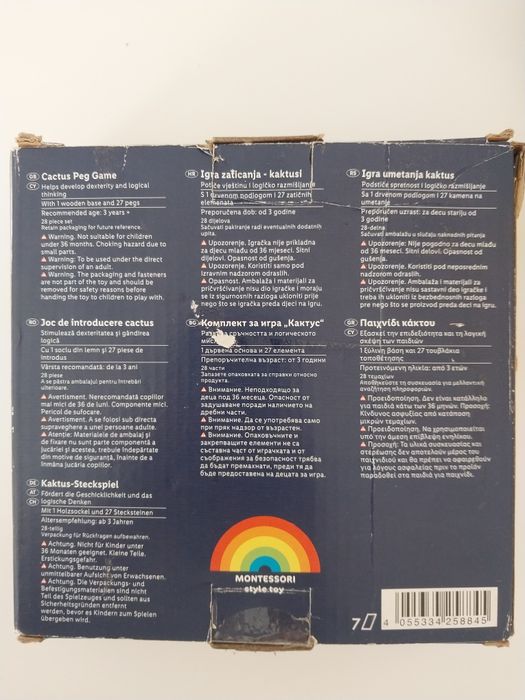 GB Cactus Peg Game
CY Helps develop dexterity and logical
thinking
With 1 wooden base and 27 pegs
Recommended age: 3 years +
28 piece set
Retain packaging for future reference.
Warning. Not suitable for children
under 36 months. Choking hazard due to
small parts.
Warning: To be used under the direct
supervision of an adult.
Warning. The packaging and fasteners
are not part of the toy and should be
removed for safety reasons before
handing the toy to children to play with.
HR Igra zaticanja - kaktusi
Potiče vještinu i logičko razmišljanje
S 1 drvenom podlogom i 27 zatičnih
elemenata
Preporučena dob: od 3 godine
28 dijelova
Sačuvati pakiranje radi eventualnih dodatnih
upita.
Upozorenje. Igračka nije prikladna
za djecu mlađu od 36 mjeseci. Sitni
dijelovi. Opasnost od gušenja.
Upozorenje. Koristiti samo pod
izravnim nadzorom odraslih.
Opasnost. Ambalaža i materijali za
pričvršćivanje nisu dio igračke i moraju
se iz sigurnosnih razloga ukloniti prije
nego što se igračka preda djeci na igru.
RS Igra umetanja kaktus
Podstiče spretnost i logičko razmišljanje
Sa 1 drvenom podlogom i 27 kamena na
umetanje
Preporučen uzrast: za decu stariju od
3 godine
28-delna
Sačuvati ambalažu u slučaju naknadnih pitanja
Upozorenje: Nije pogodno za decu mlađu
od 36 meseci. Sitni delovi. Opasnost od
gušenja.
Upozorenje: Koristiti pod neposrednim
nadzorom odraslih.
Upozorenje: Ambalaža i materijali za
pričvršćivanje nisu sastavni deo igračke i
treba ih ukloniti iz bezbednosnih razloga
pre nego što se proizvod preda deci na igru.
RO Joc de introducere cactus
Stimulează dexteritatea și gândirea
logică
Cu 1 soclu din lemn și 27 piese de
introdus
Vârsta recomandată: de la 3 ani
28 piese
A se păstra ambalajul pentru întrebări
ulterioare.
Avertisment. Nerecomandată copiilor
mai mici de 36 de luni. Componente mici.
Pericol de sufocare.
Avertisment. A se folosi sub directa
supraveghere a unei persoane adulte.
Atenție: Materialele de ambalaj și
de fixare nu sunt parte componentă a
jucăriei și acestea, trebuie îndepărtate
din motive de siguranță, înainte de a
înmâna jucăria copiilor.
BG Комплект за игра „Кактус"
сръчността и логическото
1 дървена основа и 27 елемента
Препоръчителна възраст: от 3 години
28 части
Запазете опаковката за справки относно
продукта.
Внимание. Неподходящо за
деца под 36 месеца. Опасност от
задушаване поради наличието на
дребни части.
Внимание. Да се употребява само
при пряк надзор от възрастен.
Внимание. Опаковъчните и
закрепващите елементи не са
съставна част от играчката и от
съображения за безопасност трябва
да бъдат премахнати, преди тя да
бъде предоставена на децата за игра.
GR Παιχνίδι κάκτου
CY Εξασκεί την επιδεξιότητα και τη λογική
σκέψη των παιδιών
1 ξύλινη βάση και 27 τουβλάκια
τοποθέτησης
Προτεινόμενη ηλικία: από 3 ετών
28 τεμαχίων
Αποθηκεύστε τη συσκευασία για μελλοντική
αναζήτηση πληροφοριών.
Προειδοποίηση. Δεν είναι κατάλληλο
για παιδιά κάτω των 36 μηνών. Προσοχή:
Κίνδυνος ασφυξίας από κατάποση
μικρών τεμαχίων.
Προειδοποίηση. Να χρησιμοποιείται
υπό την άμεση επίβλεψη ενηλίκου.
Προσοχή: Τα υλικά συσκευασίας και
στερέωσης δεν αποτελούν μέρος του
παιχνιδιού και θα πρέπει να αφαιρεθούν
για λόγους ασφαλείας πριν το προϊόν
παραδοθεί στα παιδιά για παιχνίδι.
DE Kaktus-Steckspiel
AT Fördert die Geschicklichkeit und das
CH logische Denken
Mit 1 Holzsockel und 27 Stecksteinen
Altersempfehlung: ab 3 Jahren
28-teilig
Verpackung für Rückfragen aufbewahren.
Achtung. Nicht für Kinder unter
36 Monaten geeignet. Kleine Teile.
Erstickungsgefahr.
Achtung. Benutzung unter
unmittelbarer Aufsicht von Erwachsenen.
Achtung. Die Verpackungs- und
Befestigungsmaterialien sind nicht
Teil des Spielzeuges und sollten aus
Sicherheitsgründen entfernt
werden, bevor es Kindern zum Spielen
übergeben wird.
MONTESSORI
style toy
7
4 055334 258845